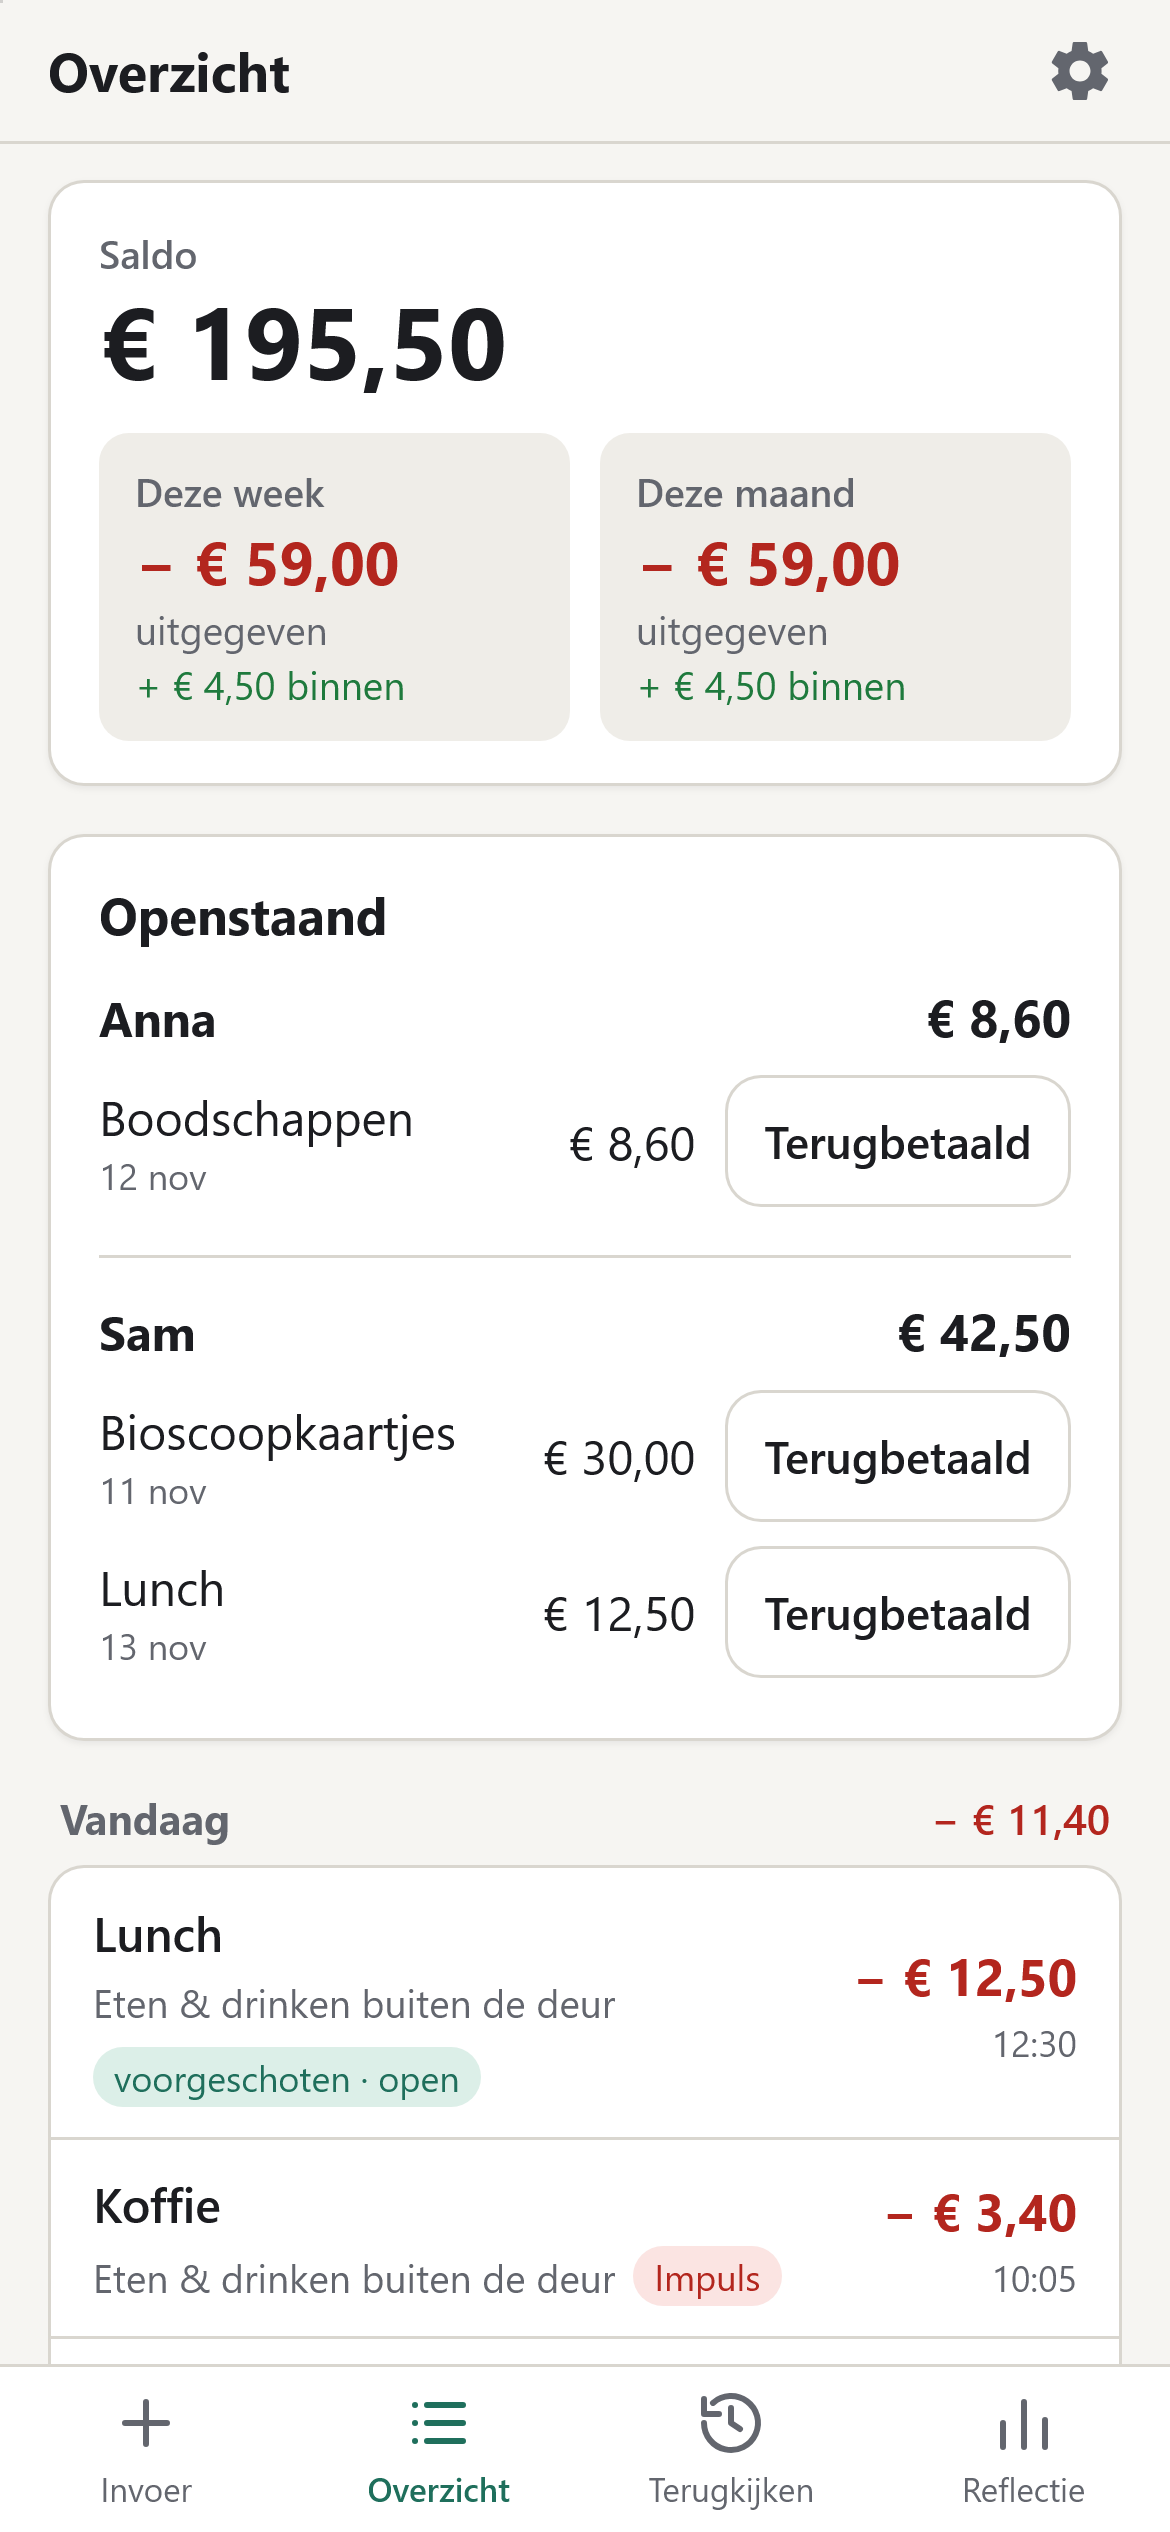 Overzicht
Saldo
€ 195,50
Deze week
– € 59,00
uitgegeven
+ € 4,50 binnen
Deze maand
– € 59,00
uitgegeven
+ € 4,50 binnen
Openstaand
Anna € 8,60
Boodschappen
12 nov
€ 8,60
Terugbetaald
Sam € 42,50
Bioscoopkaartjes
11 nov
€ 30,00
Terugbetaald
Lunch
13 nov
€ 12,50
Terugbetaald
Vandaag – € 11,40
Lunch
Eten & drinken buiten de deur
voorgeschoten · open
– € 12,50
12:30
Koffie
Eten & drinken buiten de deur Impuls
– € 3,40
10:05
Invoer
Overzicht
Terugkijken
Reflectie